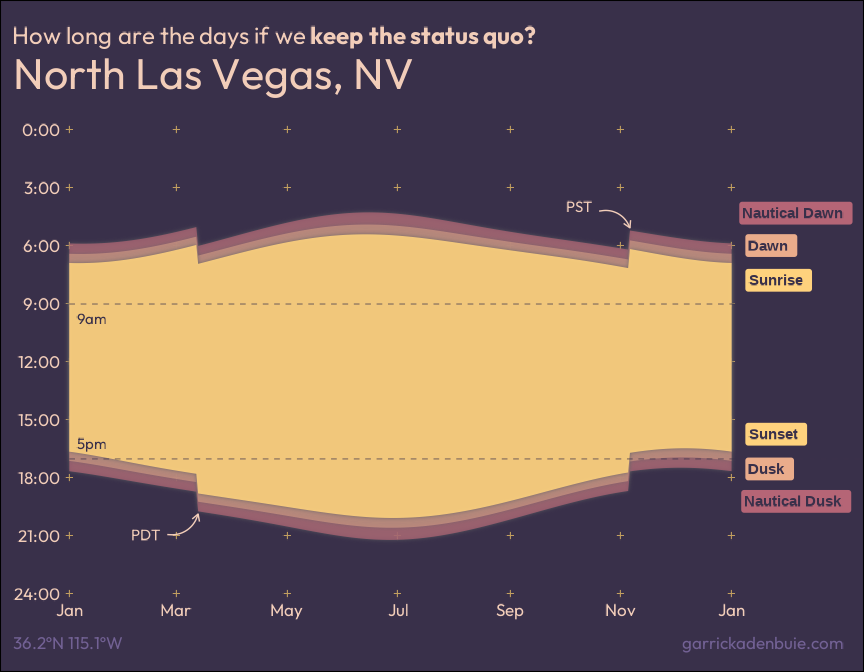 How long are the days if we keep the status quo?
North Las Vegas, NV
0:00
3:00
Nautical Dawn
PST
6:00
Dawn
Sunrise
9:00
9am
12:00
15:00
Sunset
5pm
Dusk
18:00
Nautical Dusk
21:00
PDT
24:00
Jan Mar May Jul Sep Nov Jan
36.2°N 115.1°W garrickadenbuie.com